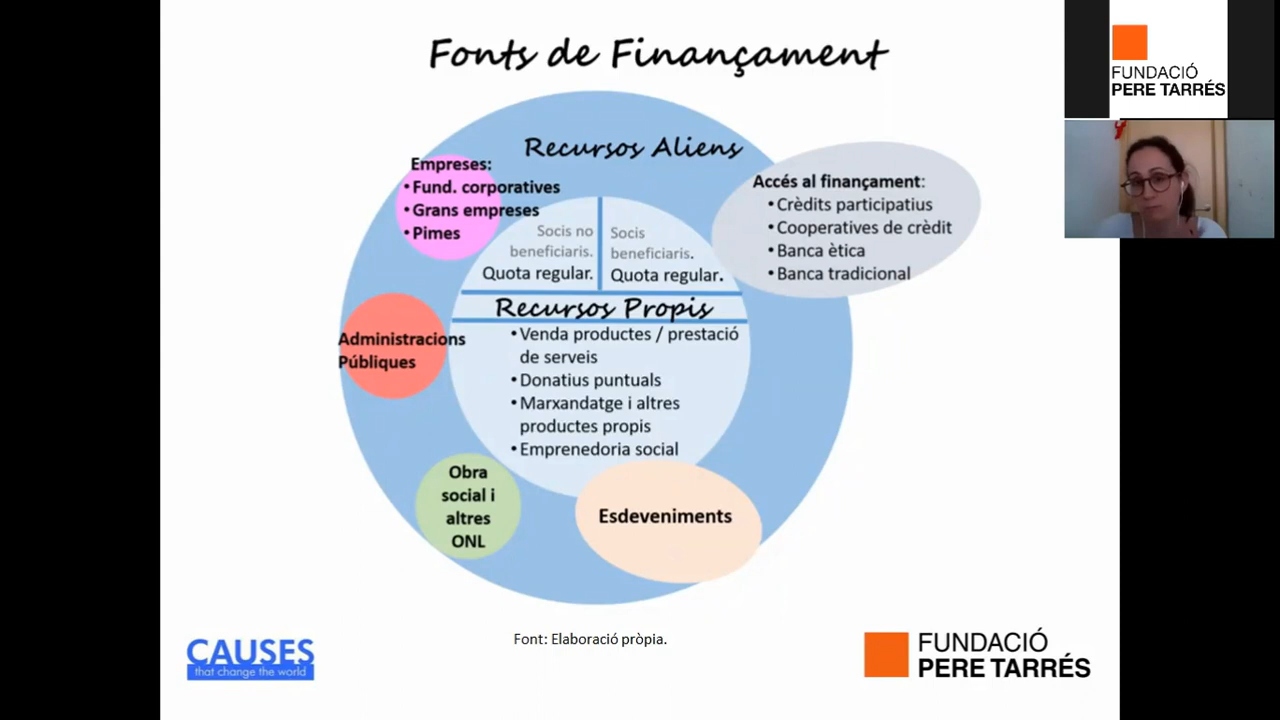 Fonts de Finançament
Recursos Aliens
Empreses:
• Fund. corporatives
• Grans empreses
• Pimes
Accés al finançament:
• Crèdits participatius
• Cooperatives de crèdit
• Banca ètica
• Banca tradicional
Socis no
beneficiaris.
Quota regular.
Socis
beneficiaris.
Quota regular.
Recursos Propis
• Venda productes / prestació
de serveis
• Donatius puntuals
• Marxandatge i altres
productes propis
• Emprenedoria social
Administracions
Públiques
Obra
social i
altres
ONL
Esdeveniments
Font: Elaboració pròpia.
CAUSES
that change the world
FUNDACIÓ
PERE TARRÉS
FUNDACIÓ
PERE TARRÉS